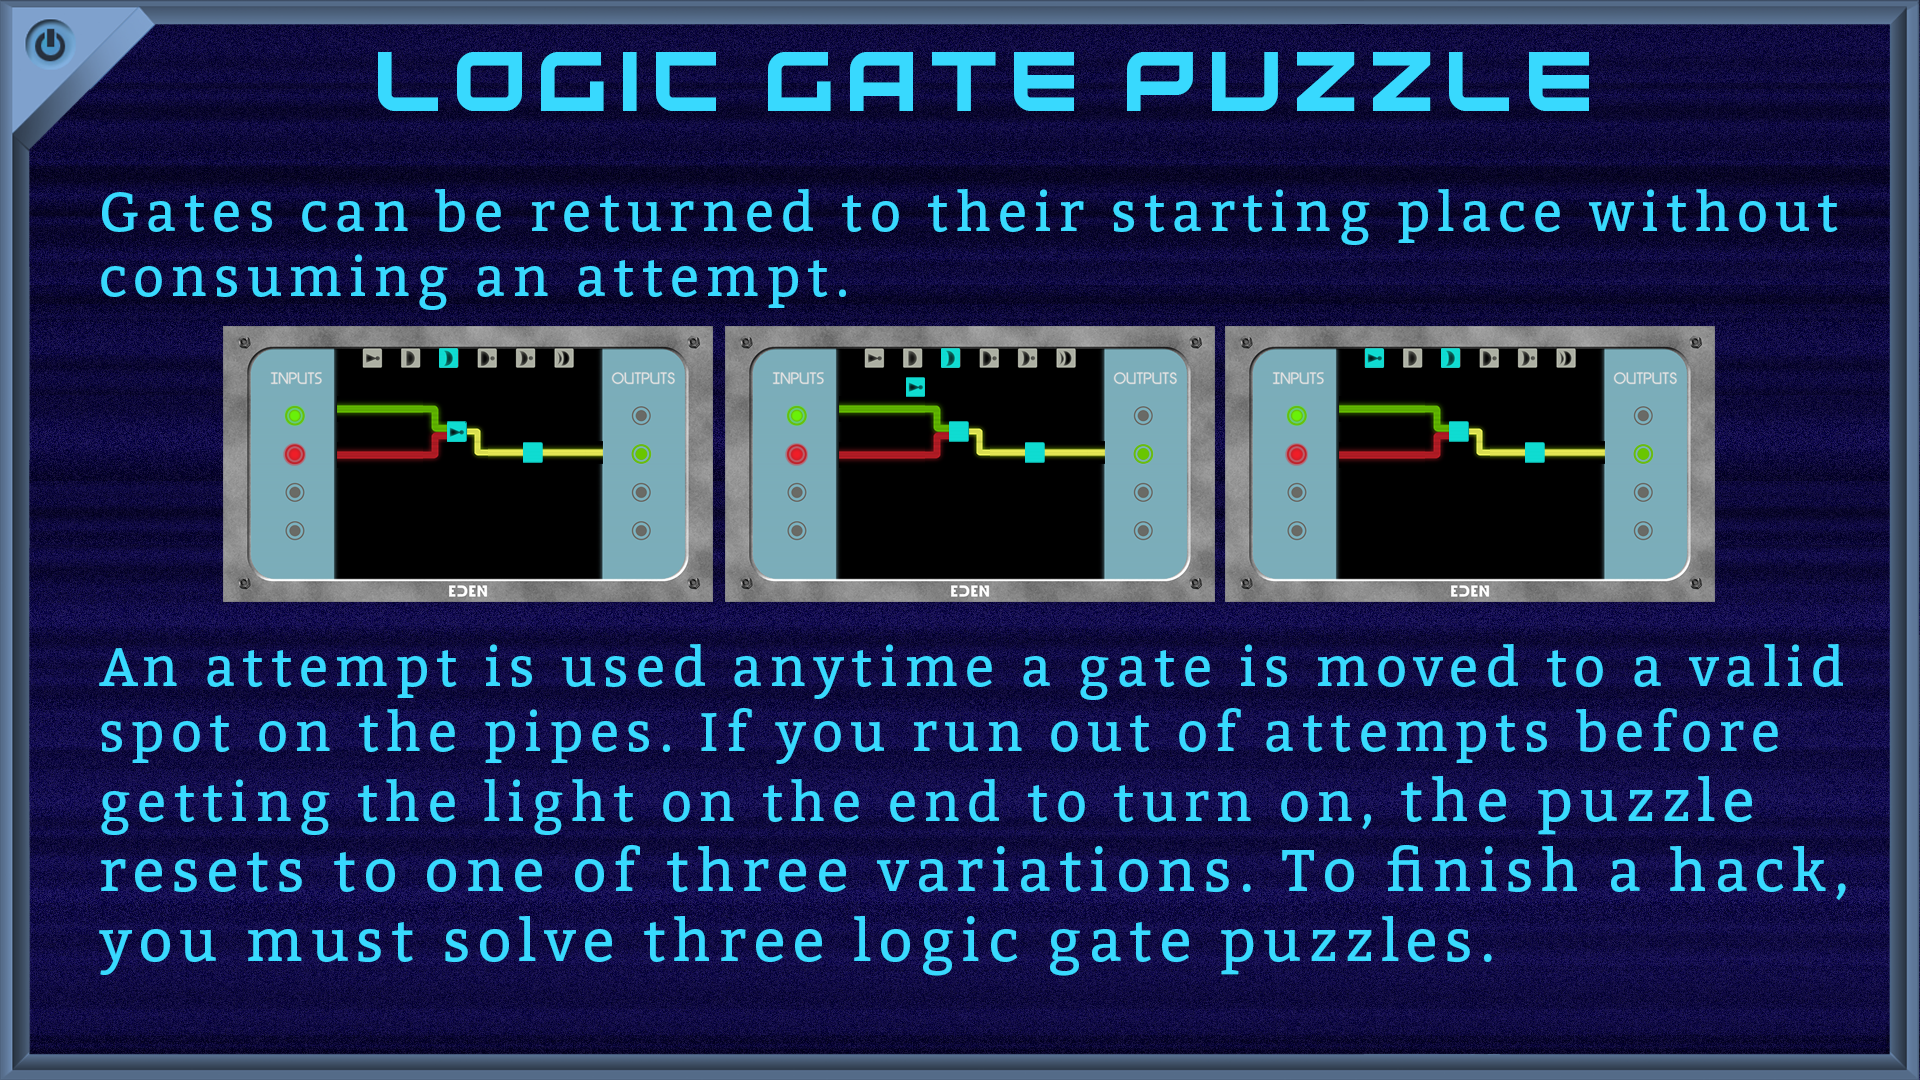 LOGIC GATE PUZZLE
Gates can be returned to their starting place without
consuming an attempt.
INPUTS OUTPUTS
EDEN
INPUTS OUTPUTS
EDEN
INPUTS OUTPUTS
EDEN
An attempt is used anytime a gate is moved to a valid
spot on the pipes. If you run out of attempts before
getting the light on the end to turn on, the puzzle
resets to one of three variations. To finish a hack,
you must solve three logic gate puzzles.